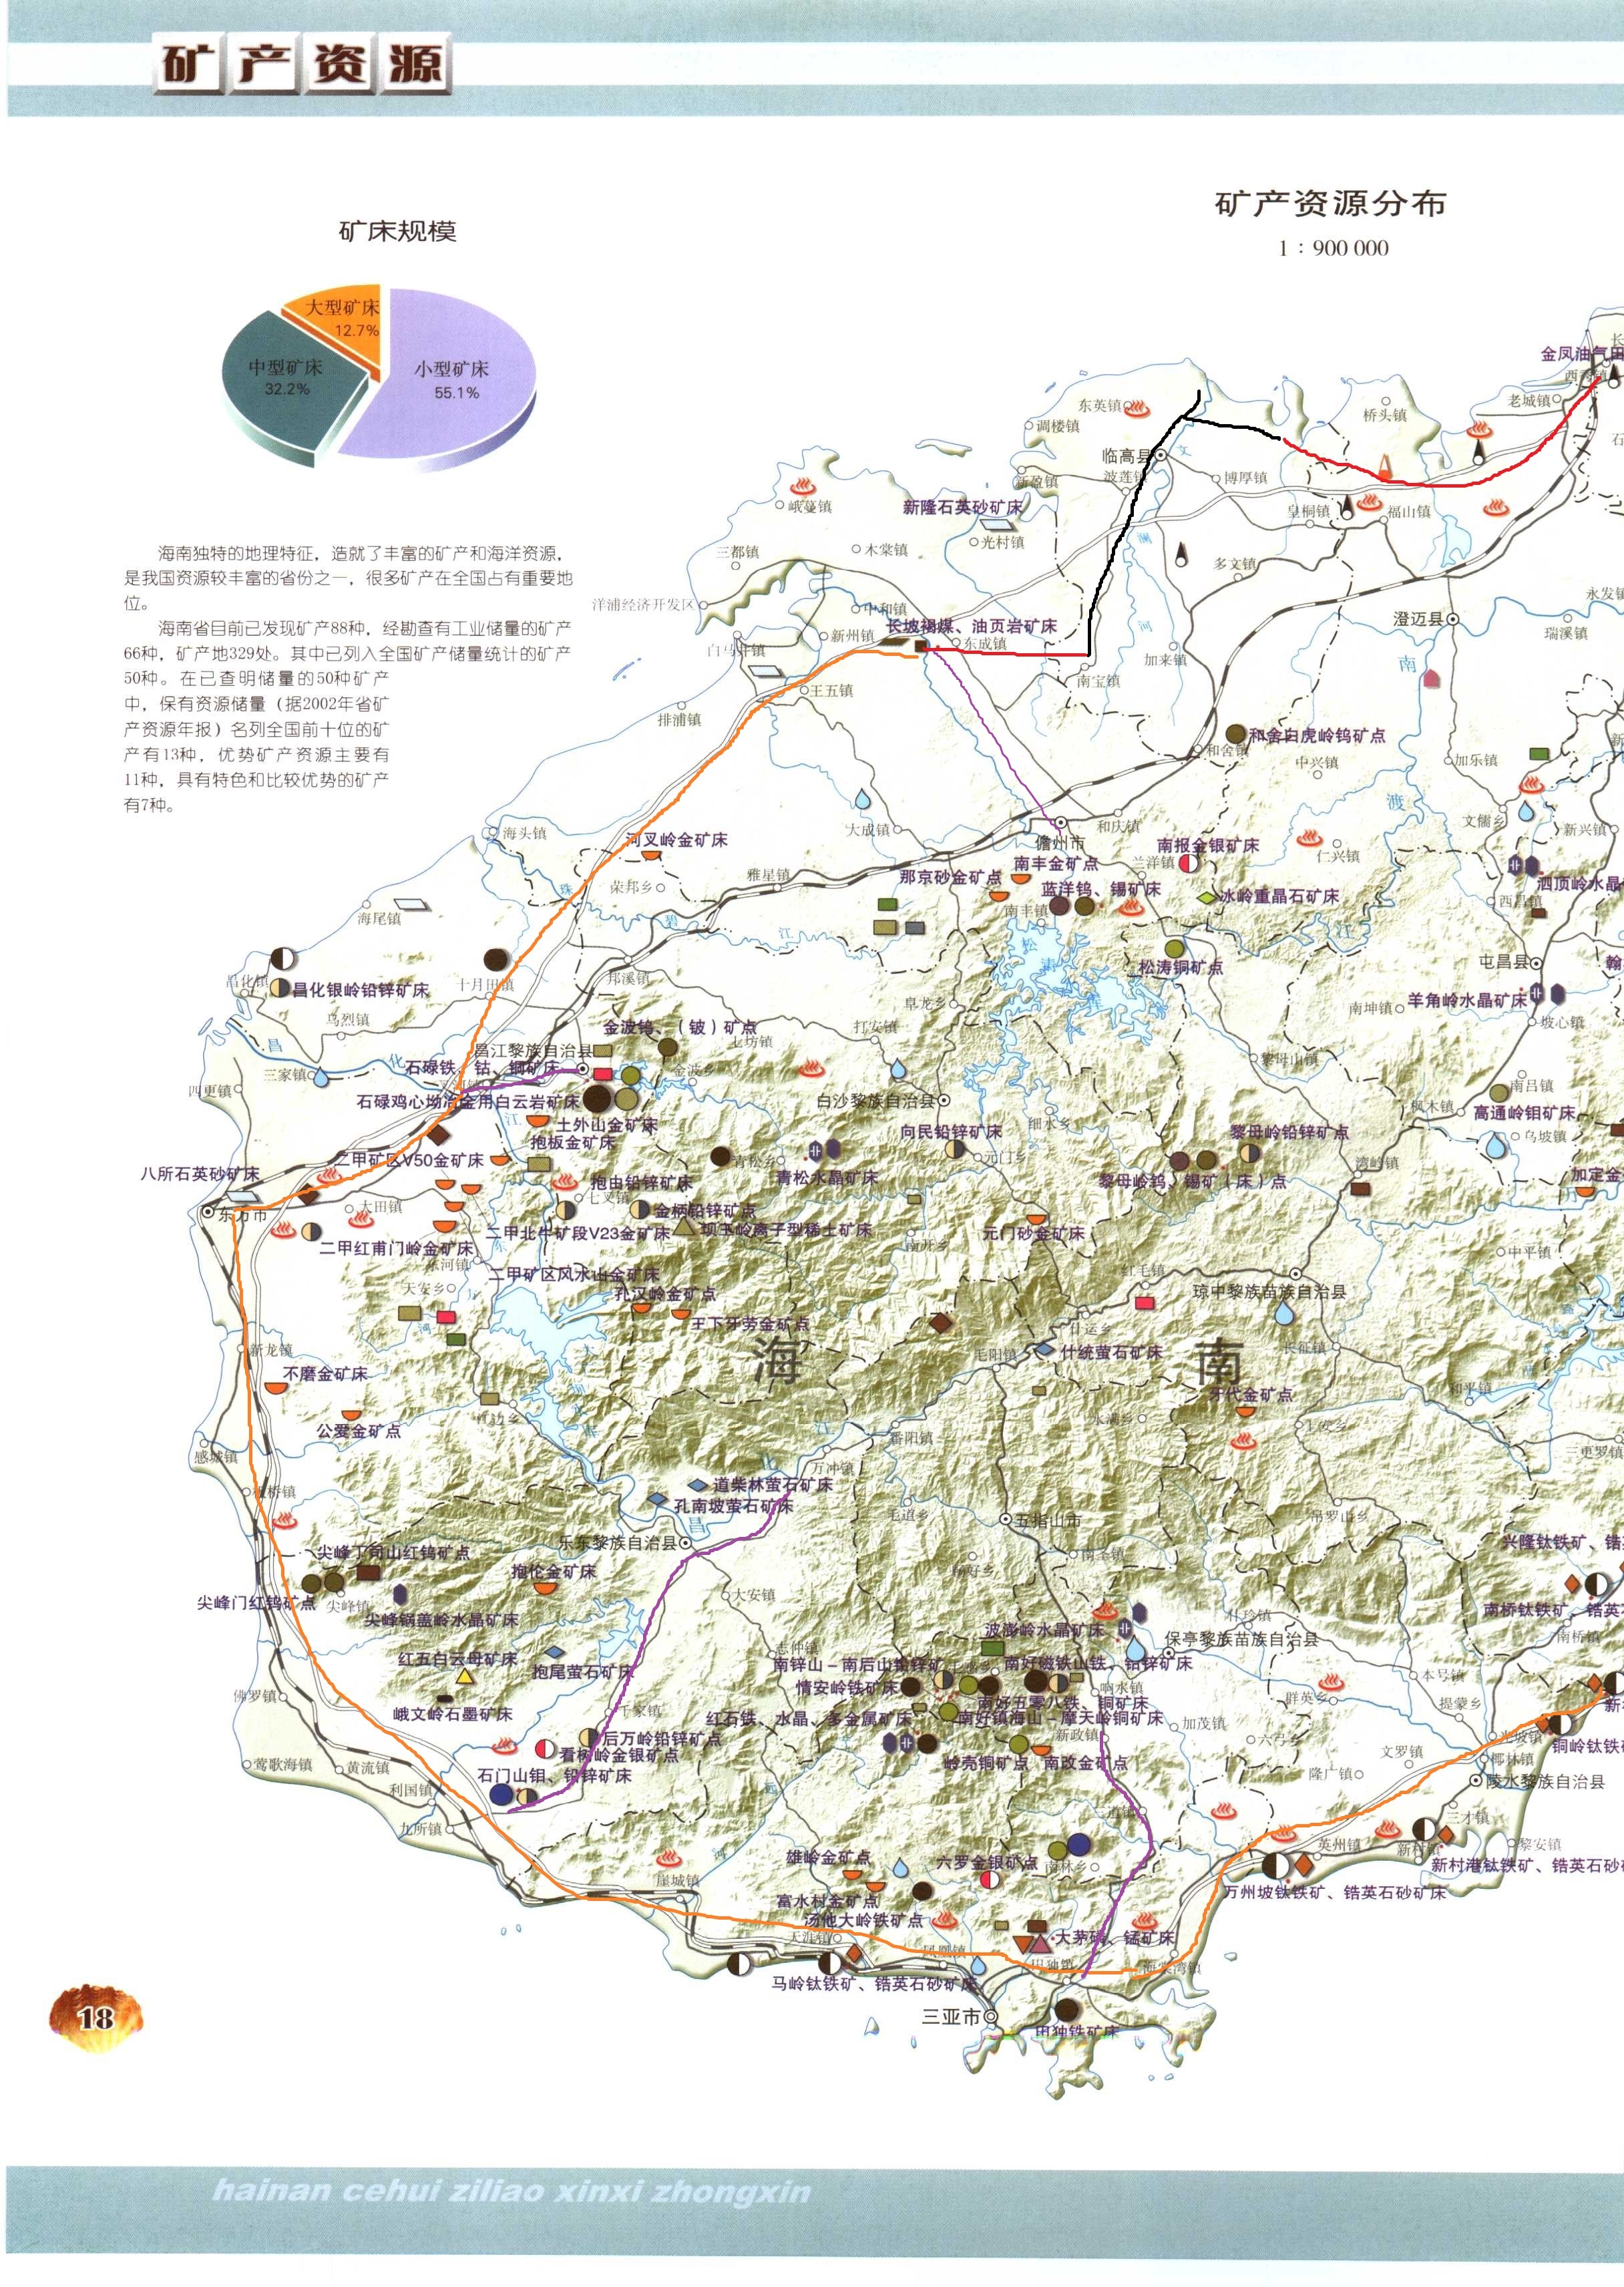 矿产资源
矿产资源分布
1：900 000
矿床规模
大型矿床
12.7%
中型矿床
32.2%
小型矿床
55.1%
海南独特的地理特征，造就了丰富的矿产和海洋资源，
是我国资源较丰富的省份之一，很多矿产在全国占有重要地
位。
海南省目前已发现矿产88种，经勘查有工业储量的矿产
66种，矿产地329处。其中已列入全国矿产储量统计的矿产
50种。在已查明储量的50种矿产
中，保有资源储量（据2002年省矿
产资源年报）名列全国前十位的矿
产有13种，优势矿产资源主要有
11种，具有特色和比较优势的矿产
有7种。
金凤油气田
老城镇
桥头镇
东英镇
调楼镇
临高县
波莲镇
新盈镇
博厚镇
皇桐镇
福山镇
峨蔓镇
新隆石英砂矿床
光村镇
木棠镇
三都镇
多文镇
永发镇
洋浦经济开发区
中和镇
长坡褐煤、油页岩矿床
新州镇
东成镇
白马井镇
澄迈县
瑞溪镇
加来镇
南宝镇
王五镇
排浦镇
和舍白虎岭钨矿点
和舍镇
中兴镇
加乐镇
文儒乡
新兴镇
海头镇
大成镇
儋州市
和庆镇
河叉岭金矿床
南报金银矿床
仁兴镇
南丰金矿点
兰洋镇
那京砂金矿点
蓝洋钨、锡矿床
冰岭重晶石矿床
雅星镇
荣邦乡
南丰镇
泗顶岭水晶
西昌镇
海尾镇
松涛铜矿点
屯昌县
昌化镇
昌化银岭铅锌矿床
十月田镇
邦溪镇
羊角岭水晶矿床
南坤镇
坡心镇
阜龙乡
乌烈镇
打安镇
金波钨、（铍）矿点
七坊镇
昌江黎族自治县
石碌铁、钴、铜矿床
黎母山镇
三家镇
金波乡
四更镇
石碌鸡心坳冶金用白云岩矿床
白沙黎族自治县
南吕镇
高通岭钼矿床
枫木镇
土外山金矿床
抱板金矿床
细水乡
向民铅锌矿床
黎母岭铅锌矿点
乌坡镇
二甲矿区V50金矿床
八所石英砂矿床
青松乡
元门乡
湾岭镇
加定金
抱由铅锌矿床
青松水晶矿床
黎母岭钨、锡矿（床）点
东方市
大田镇
七叉镇
金柄铅锌矿点
二甲北牛矿段V23金矿床
坝王岭离子型稀土矿床
元门砂金矿床
二甲红甫门岭金矿床
东河镇
南开乡
中平镇
二甲矿区风水山金矿床
天安乡
红毛镇
琼中黎族苗族自治县
孔汉岭金矿点
王下牙劳金矿点
什运乡
新龙镇
海
毛阳镇
什统萤石矿床
南
长征镇
不磨金矿床
牙代金矿点
和平镇
公爱金矿点
水满乡
感城镇
番阳镇
上安乡
三更罗镇
板桥镇
万冲镇
道柴林萤石矿床
孔南坡萤石矿床
毛道乡
五指山市
吊罗山乡
乐东黎族自治县
南圣镇
兴隆钛铁矿、锆
尖峰丁司山红钨矿点
抱伦金矿床
畅好乡
尖峰门红钨矿点
尖峰镇
大安镇
南桥钛铁矿、锆英石
尖峰锅盖岭水晶矿床
什玲镇
南桥镇
波澎岭水晶矿床
保亭黎族苗族自治县
志仲镇
红五白云母矿床
抱尾萤石矿床
南好磁铁山铁、铅锌矿床
本号镇
佛罗镇
情安岭铁矿床
响水镇
群英乡
提蒙乡
峨文岭石墨矿床
千家镇
南好五零八铁、铜矿床
红石铁、水晶、多金属矿床
南好镇海山－摩天岭铜矿床
加茂镇
光坡镇
后万岭铅锌矿点
新政镇
六弓乡
文罗镇
椰林镇
铜岭钛铁
莺歌海镇
黄流镇
看树岭金银矿点
岭壳铜矿点
南改金矿点
石门山钼、铅锌矿床
隆广镇
陵水黎族自治县
利国镇
三道镇
三才镇
九所镇
英州镇
新村镇
黎安镇
雄岭金矿点
六罗金银矿点
南林乡
新村港钛铁矿、锆英石砂
崖城镇
富水村金矿点
万州坡钛铁矿、锆英石砂矿床
汤他大岭铁矿点
天涯镇
大茅磷、锰矿床
凤凰镇
田独镇
海棠湾镇
马岭钛铁矿、锆英石砂矿床
三亚市
田独铁矿床
18
hainan cehui ziliao xinxi zhongxin